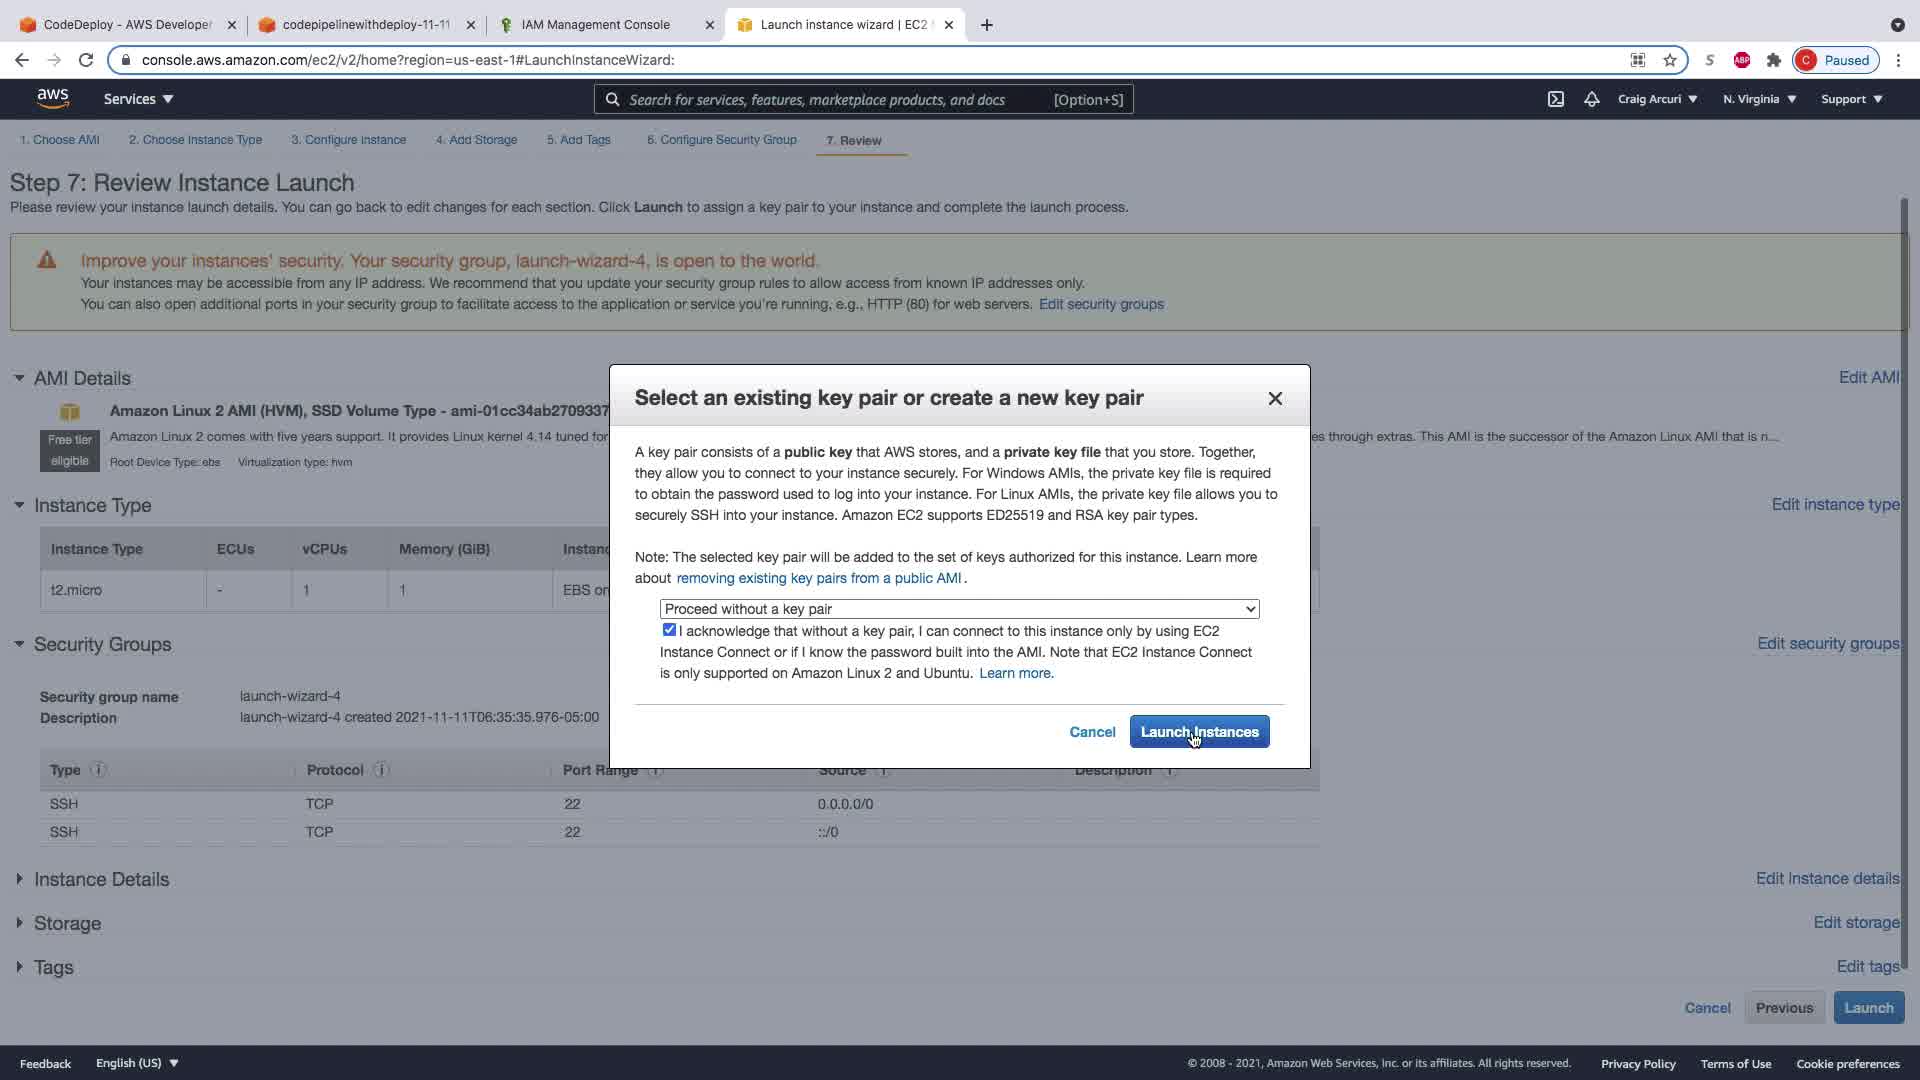 CodeDeploy - AWS Developer
codepipelinewithdeploy-11-11
IAM Management Console
Launch instance wizard | EC2
console.aws.amazon.com/ec2/v2/home?region=us-east-1#LaunchInstanceWizard:
S
ABP
C
Paused
aws
Services
Search for services, features, marketplace products, and docs
[Option+S]
Craig Arcuri
N. Virginia
Support
1. Choose AMI
2. Choose Instance Type
3. Configure Instance
4. Add Storage
5. Add Tags
6. Configure Security Group
7. Review
Step 7: Review Instance Launch
Please review your instance launch details. You can go back to edit changes for each section. Click Launch to assign a key pair to your instance and complete the launch process.
Improve your instances' security. Your security group, launch-wizard-4, is open to the world.
Your instances may be accessible from any IP address. We recommend that you update your security group rules to allow access from known IP addresses only.
You can also open additional ports in your security group to facilitate access to the application or service you're running, e.g., HTTP (80) for web servers. Edit security groups
AMI Details
Edit AMI
Amazon Linux 2 AMI (HVM), SSD Volume Type - ami-01cc34ab2709337
Free tier
eligible
Amazon Linux 2 comes with five years support. It provides Linux kernel 4.14 tuned for
es through extras. This AMI is the successor of the Amazon Linux AMI that is n...
Root Device Type: ebs
Virtualization type: hvm
Instance Type
Edit instance type
Instance Type
ECUs
vCPUs
Memory (GiB)
Instanc
t2.micro
-
1
1
EBS on
Security Groups
Edit security groups
Security group name
launch-wizard-4
Description
launch-wizard-4 created 2021-11-11T06:35:35.976-05:00
Type
Protocol
Port Range
Source
Description
SSH
TCP
22
0.0.0.0/0
SSH
TCP
22
::/0
Instance Details
Edit instance details
Storage
Edit storage
Tags
Edit tags
Cancel
Previous
Launch
Select an existing key pair or create a new key pair
A key pair consists of a public key that AWS stores, and a private key file that you store. Together,
they allow you to connect to your instance securely. For Windows AMIs, the private key file is required
to obtain the password used to log into your instance. For Linux AMIs, the private key file allows you to
securely SSH into your instance. Amazon EC2 supports ED25519 and RSA key pair types.
Note: The selected key pair will be added to the set of keys authorized for this instance. Learn more
about removing existing key pairs from a public AMI.
Proceed without a key pair
I acknowledge that without a key pair, I can connect to this instance only by using EC2
Instance Connect or if I know the password built into the AMI. Note that EC2 Instance Connect
is only supported on Amazon Linux 2 and Ubuntu. Learn more.
Cancel
Launch Instances
Feedback
English (US)
© 2008 - 2021, Amazon Web Services, Inc. or its affiliates. All rights reserved.
Privacy Policy
Terms of Use
Cookie preferences